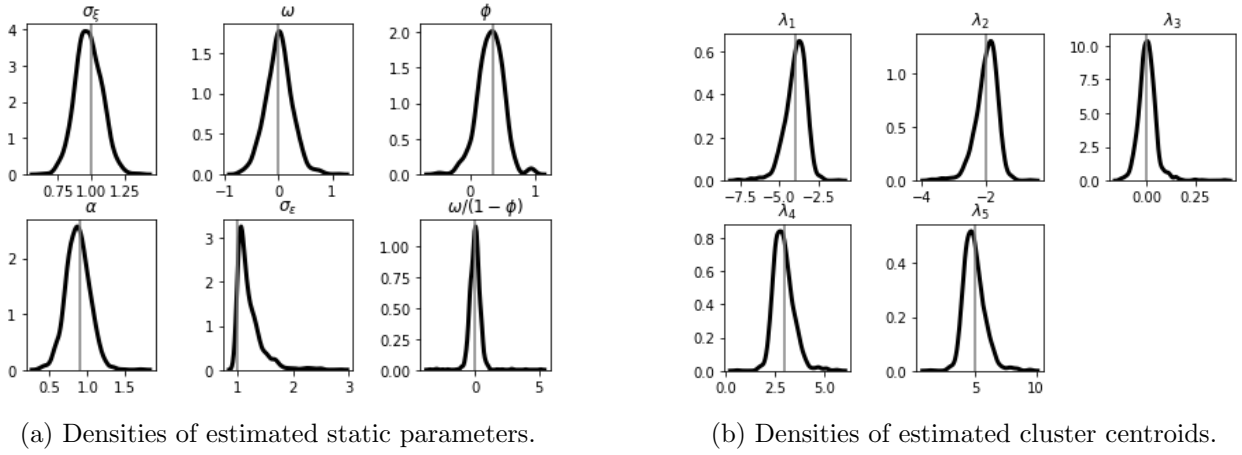 σ_ξ
4
3
2
1
0
0.75 1.00 1.25
ω
1.5
1.0
0.5
0.0
−1 0 1
ϕ
2.0
1.5
1.0
0.5
0.0
0 1
α
2
1
0
0.5 1.0 1.5
σ_ε
3
2
1
0
1 2 3
ω/(1 − ϕ)
1.00
0.75
0.50
0.25
0.00
0 5
(a) Densities of estimated static parameters.
λ_1
0.6
0.4
0.2
0.0
−7.5 −5.0 −2.5
λ_2
1.0
0.5
0.0
−4 −2
λ_3
10.0
7.5
5.0
2.5
0.0
0.00 0.25
λ_4
0.8
0.6
0.4
0.2
0.0
0.0 2.5 5.0
λ_5
0.4
0.2
0.0
5 10
(b) Densities of estimated cluster centroids.